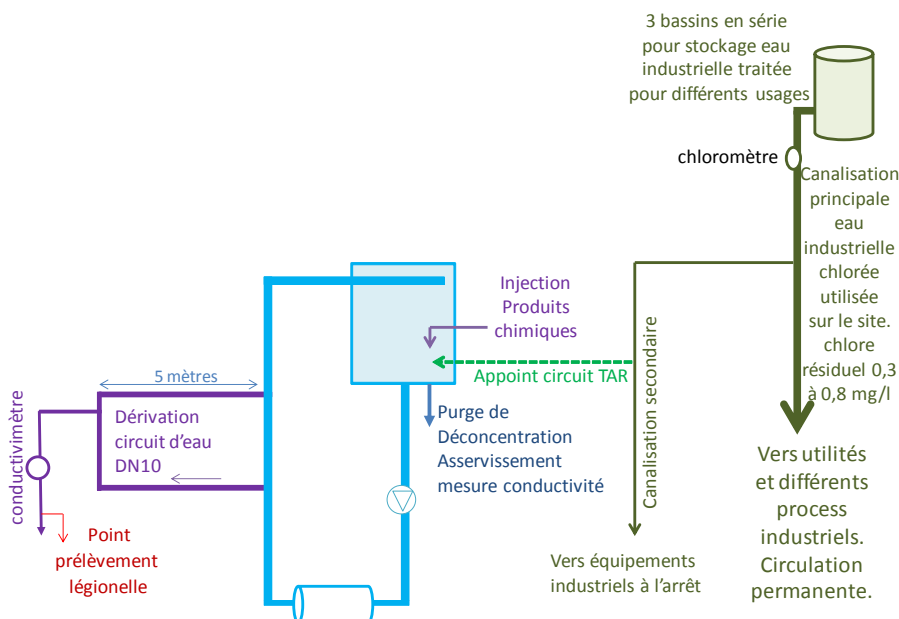 3 bassins en série
pour stockage eau
industrielle traitée
pour différents usages
chloromètre
Canalisation
principale
eau
industrielle
chlorée
utilisée
sur le site.
chlore
résiduel 0,3
à 0,8 mg/l
Vers utilités
et différents
process
industriels.
Circulation
permanente.
Injection
Produits
chimiques
Appoint circuit TAR
Canalisation secondaire
Vers équipements
industriels à l'arrêt
Purge de
Déconcentration
Asservissement
mesure conductivité
5 mètres
Dérivation
circuit d'eau
DN10
conductivimètre
Point
prélèvement
légionelle